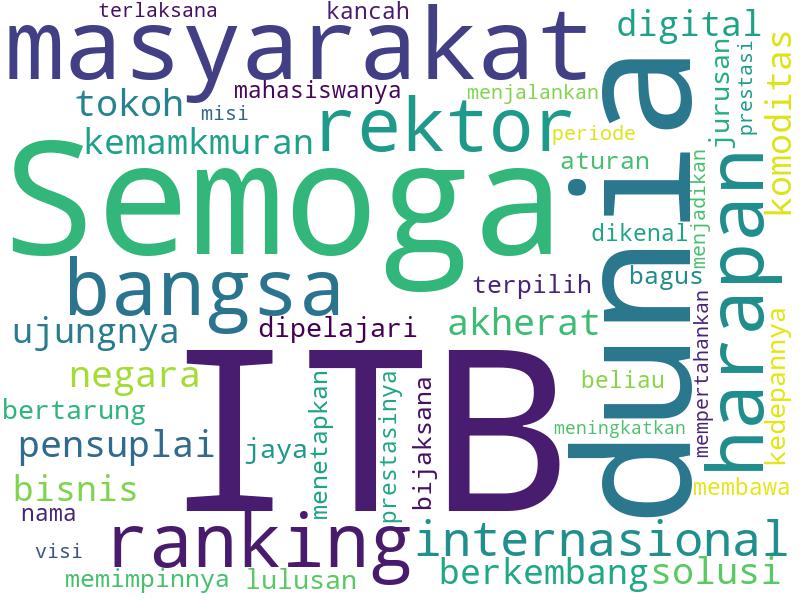 terlaksana
kancah
digital
masyarakat
mahasiswanya
menjalankan
tokoh
misi
rektor
periode
kemamkmuran
aturan
Semoga
dunia
jurusan
prestasi
komoditas
menjadikan
harapan
dikenal
bagus
bangsa
terpilih
ujungnya
dipelajari
akherat
mempertahankan
kedepannya
negara
ITB
beliau
bertarung
menetapkan
prestasinya
bijaksana
meningkatkan
pensuplai
jaya
bisnis
membawa
nama
visi
ranking
internasional
memimpinnya
lulusan
berkembang
solusi